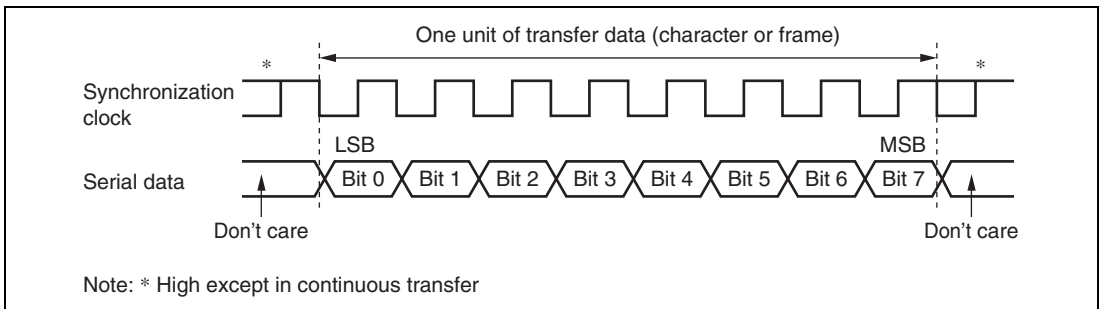 One unit of transfer data (character or frame)
* *
Synchronization
clock
LSB MSB
Serial data Bit 0 Bit 1 Bit 2 Bit 3 Bit 4 Bit 5 Bit 6 Bit 7
Don't care Don't care
Note: * High except in continuous transfer